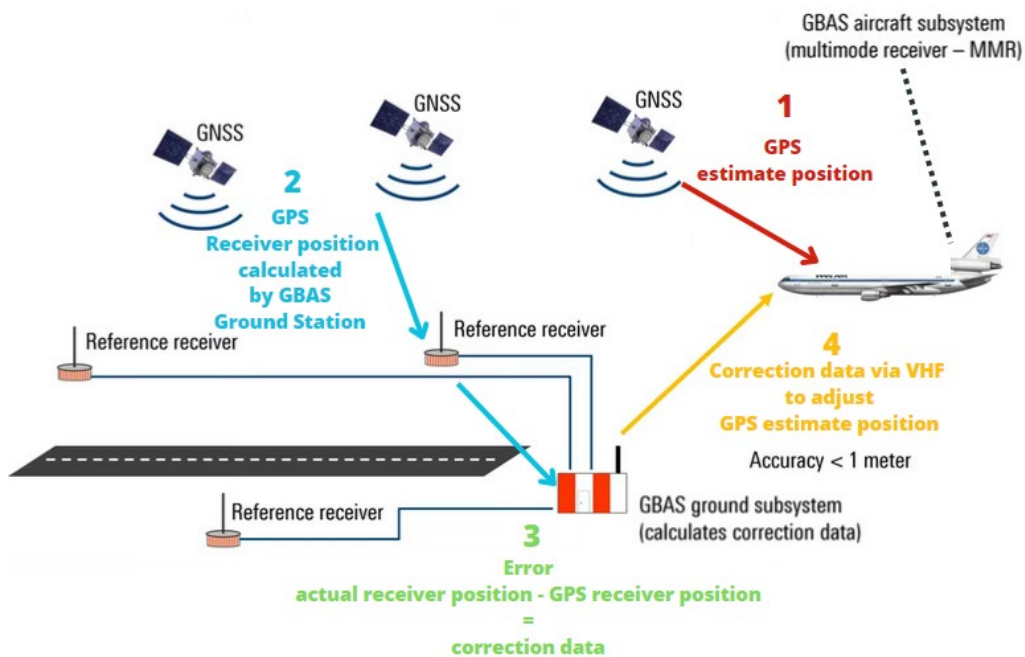 GBAS aircraft subsystem
(multimode receiver – MMR)
GNSS
GNSS
GNSS
1
GPS
estimate position
2
GPS
Receiver position
calculated
by GBAS
Ground Station
Reference receiver
Reference receiver
4
Correction data via VHF
to adjust
GPS estimate position
Accuracy < 1 meter
Reference receiver
GBAS ground subsystem
(calculates correction data)
3
Error
actual receiver position - GPS receiver position
=
correction data